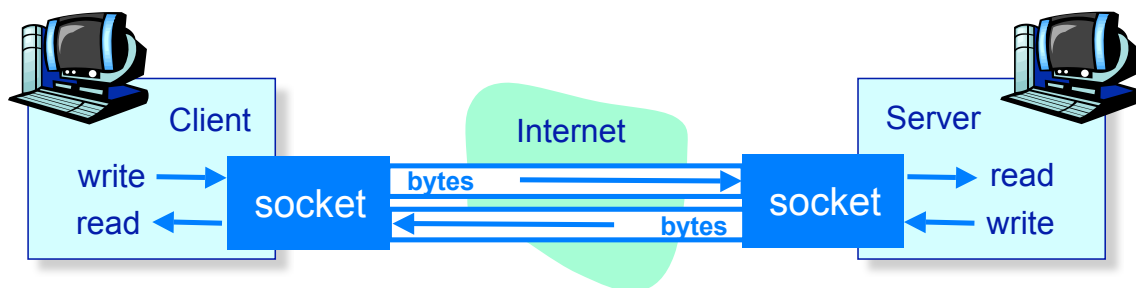 Client
Internet
Server
write
socket
bytes
socket
read
read
bytes
write